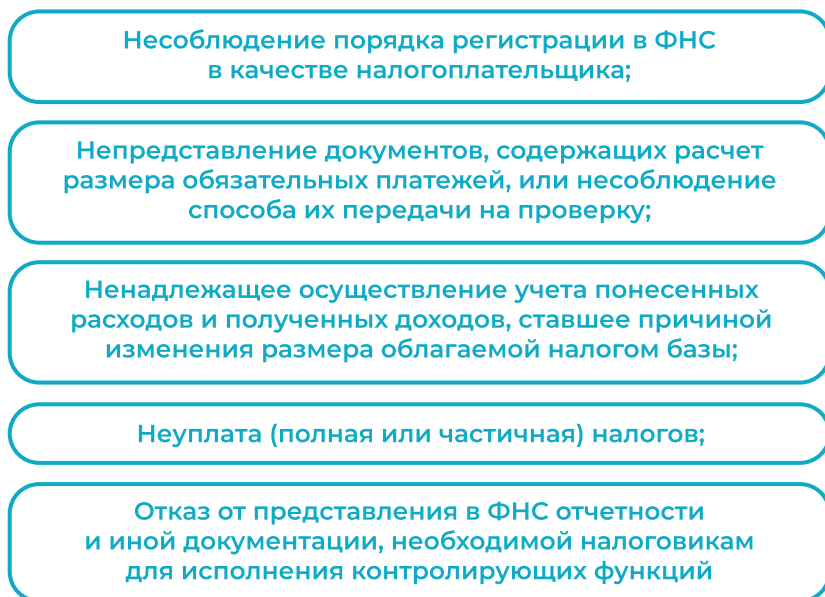 Несоблюдение порядка регистрации в ФНС
в качестве налогоплательщика;
Непредставление документов, содержащих расчет
размера обязательных платежей, или несоблюдение
способа их передачи на проверку;
Ненадлежащее осуществление учета понесенных
расходов и полученных доходов, ставшее причиной
изменения размера облагаемой налогом базы;
Неуплата (полная или частичная) налогов;
Отказ от представления в ФНС отчетности
и иной документации, необходимой налоговикам
для исполнения контролирующих функций